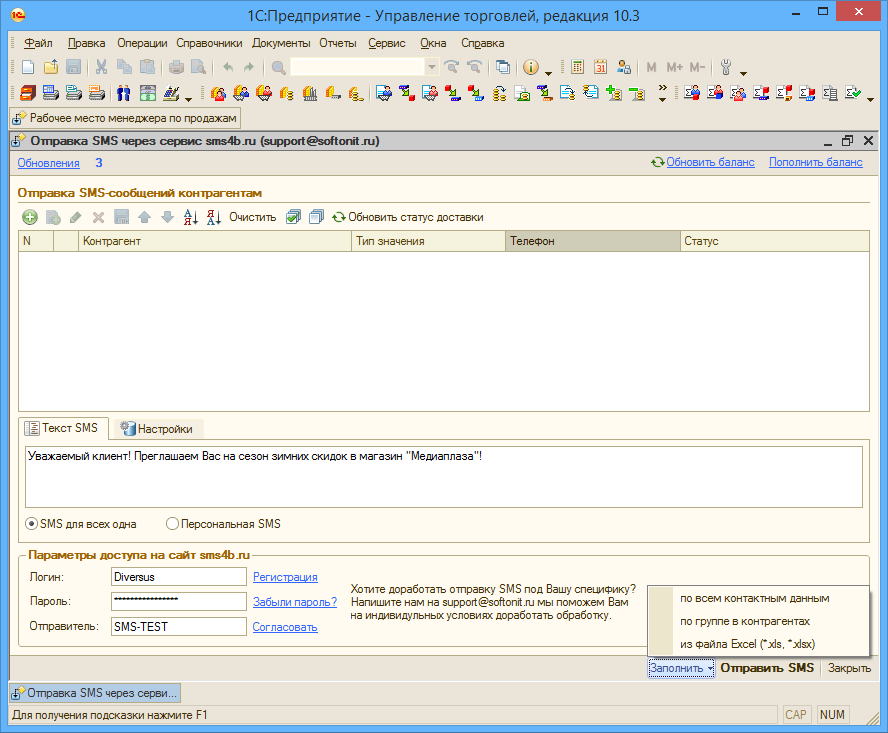 1С:Предприятие - Управление торговлей, редакция 10.3
Файл Правка Операции Справочники Документы Отчеты Сервис Окна Справка
M M+ M-
Рабочее место менеджера по продажам
Отправка SMS через сервис sms4b.ru (support@softonit.ru)
Обновления 3 Обновить баланс Пополнить баланс
Отправка SMS-сообщений контрагентам
Очистить Обновить статус доставки
N Контрагент Тип значения Телефон Статус
Текст SMS Настройки
Уважаемый клиент! Преглашаем Вас на сезон зимних скидок в магазин "Медиаплаза"!
SMS для всех одна Персональная SMS
Параметры доступа на сайт sms4b.ru
Логин: Diversus Регистрация
Пароль: **************** Забыли пароль?
Отправитель: SMS-TEST Согласовать
Хотите доработать отправку SMS под Вашу специфику?
Напишите нам на support@softonit.ru мы поможем Вам
на индивидульных условиях доработать обработку.
по всем контактным данным
по группе в контрагентах
из файла Excel (*.xls, *.xlsx)
Заполнить Отправить SMS Закрыть
Отправка SMS через серви...
Для получения подсказки нажмите F1 CAP NUM